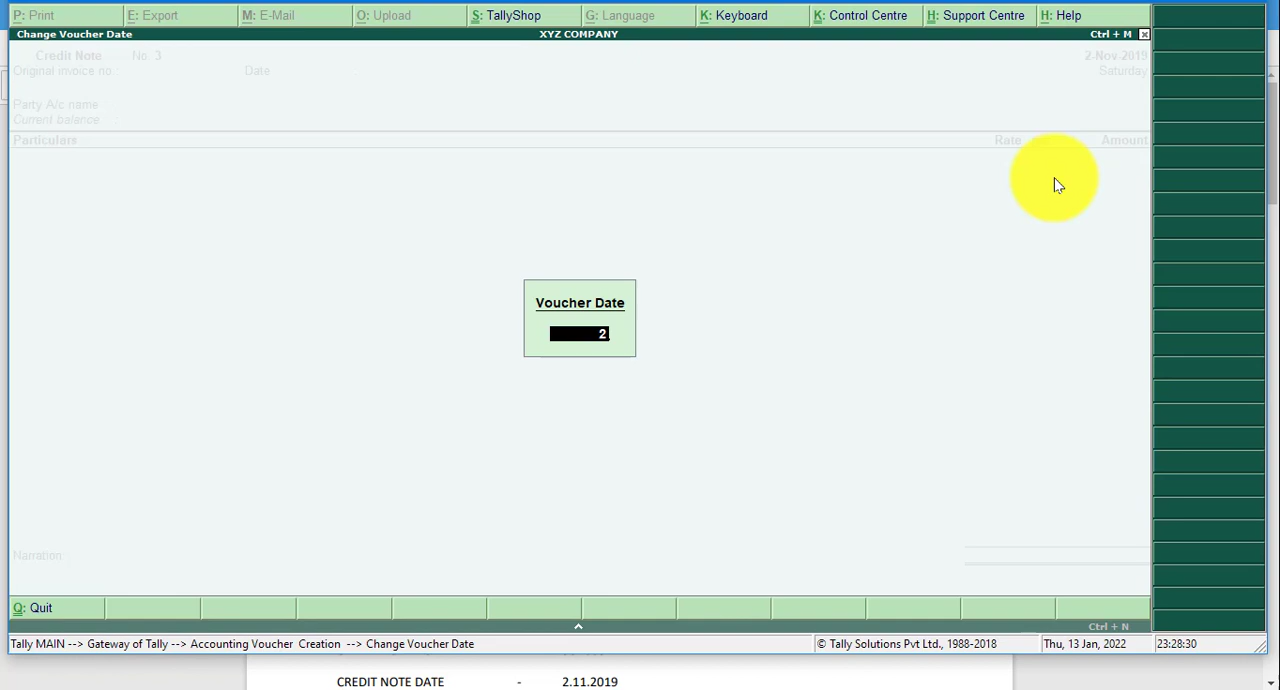 P: Print E: Export M: E-Mail O: Upload S: TallyShop G: Language K: Keyboard K: Control Centre H: Support Centre H: Help
Change Voucher Date XYZ COMPANY Ctrl + M
Credit Note No. 3 2-Nov-2019
Original invoice no.: Date : Saturday
Party A/c name :
Current balance :
Particulars Rate Amount
Voucher Date
2
Narration:
Q: Quit
Ctrl + N
Tally MAIN --> Gateway of Tally --> Accounting Voucher Creation --> Change Voucher Date © Tally Solutions Pvt Ltd., 1988-2018 Thu, 13 Jan, 2022 23:28:30
CREDIT NOTE DATE - 2.11.2019